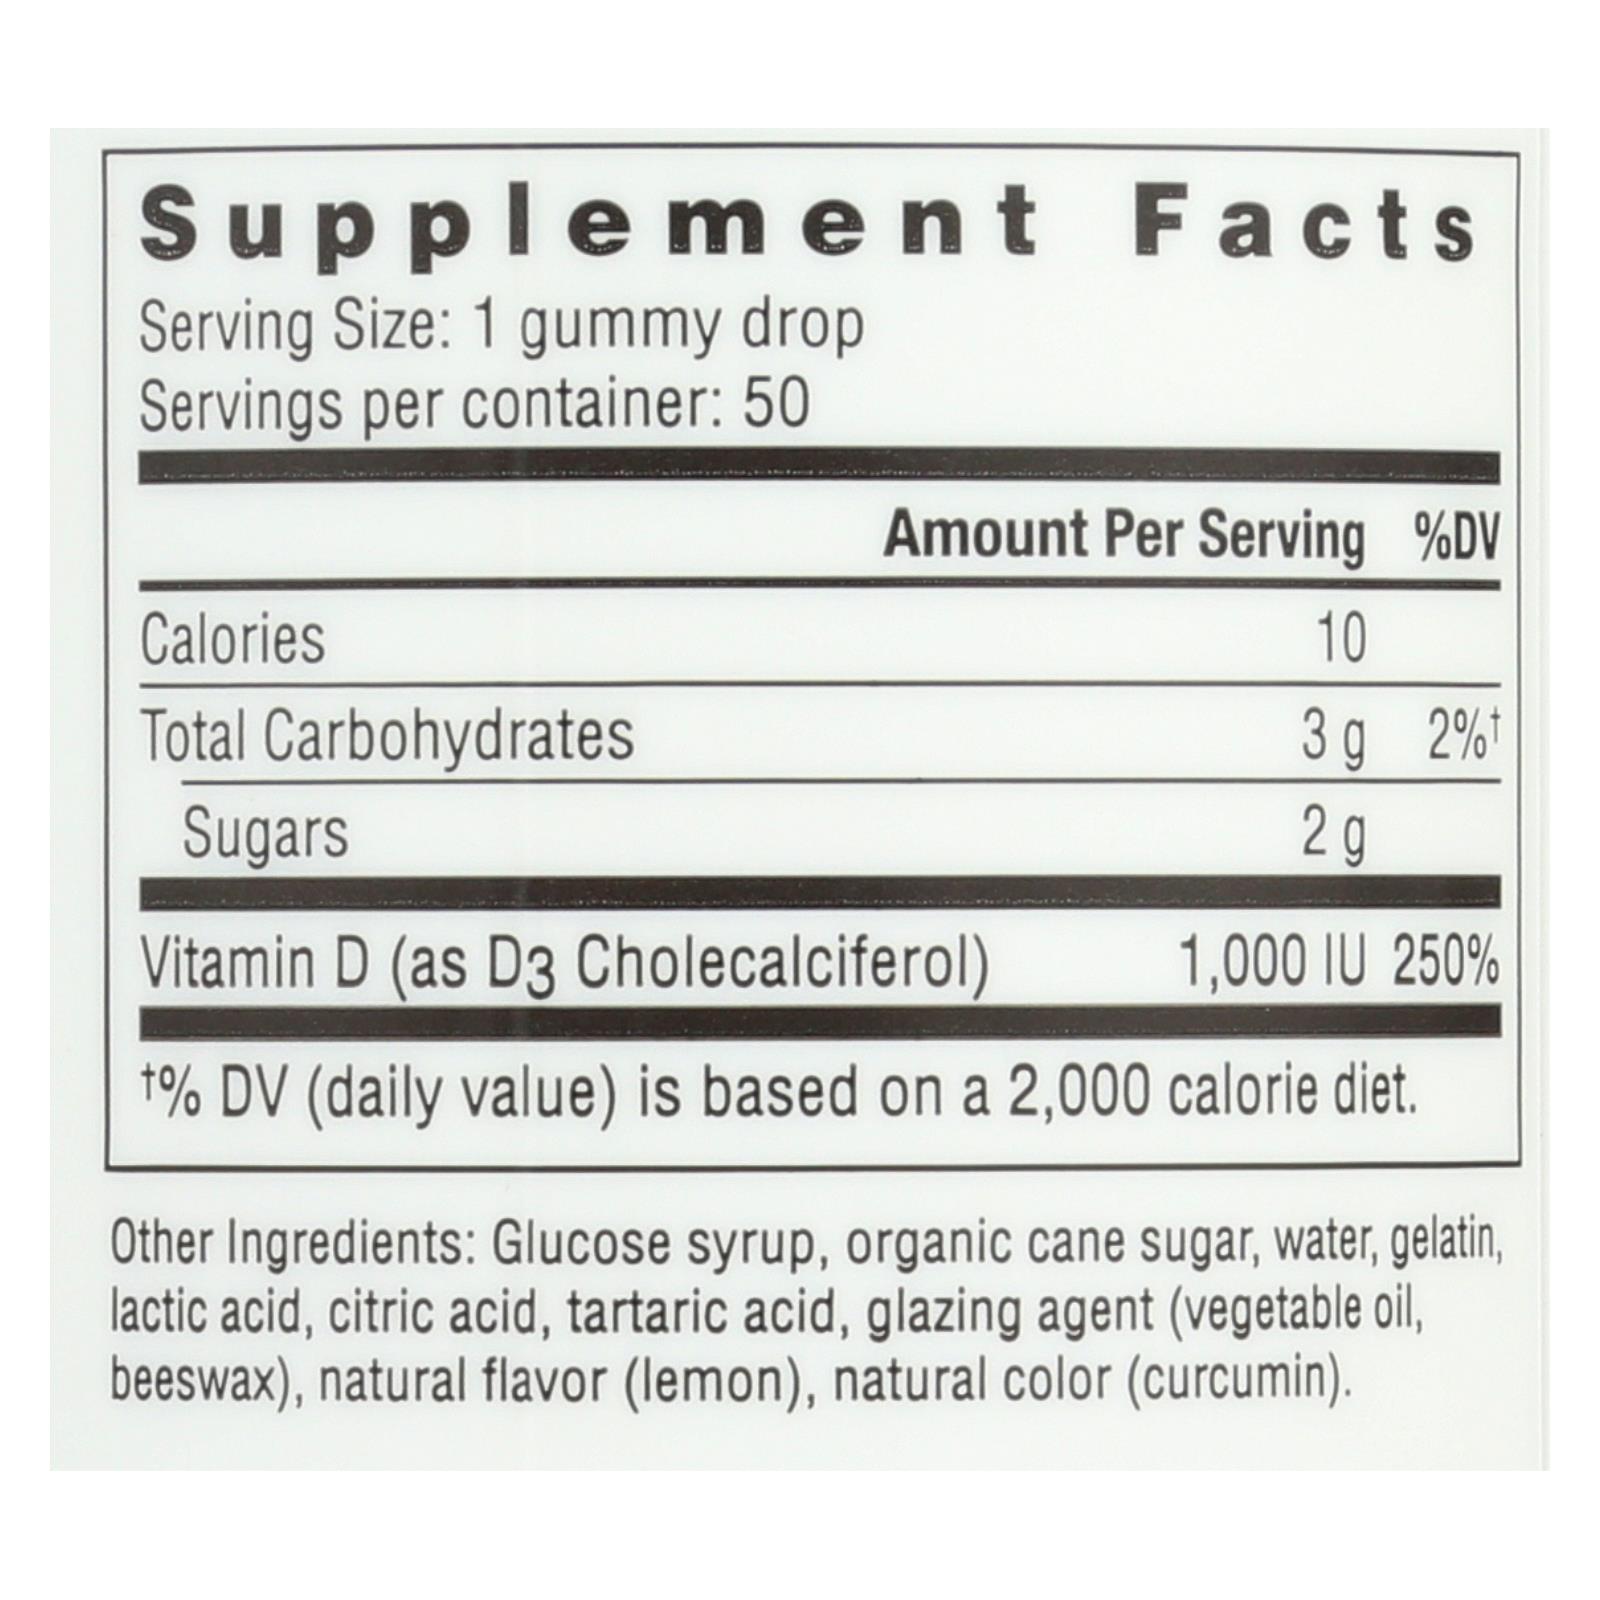 Supplement Facts
Serving Size: 1 gummy drop
Servings per container: 50
Amount Per Serving %DV
Calories 10
Total Carbohydrates 3 g 2%†
Sugars 2 g
Vitamin D (as D3 Cholecalciferol) 1,000 IU 250%
†% DV (daily value) is based on a 2,000 calorie diet.
Other Ingredients: Glucose syrup, organic cane sugar, water, gelatin,
lactic acid, citric acid, tartaric acid, glazing agent (vegetable oil,
beeswax), natural flavor (lemon), natural color (curcumin).